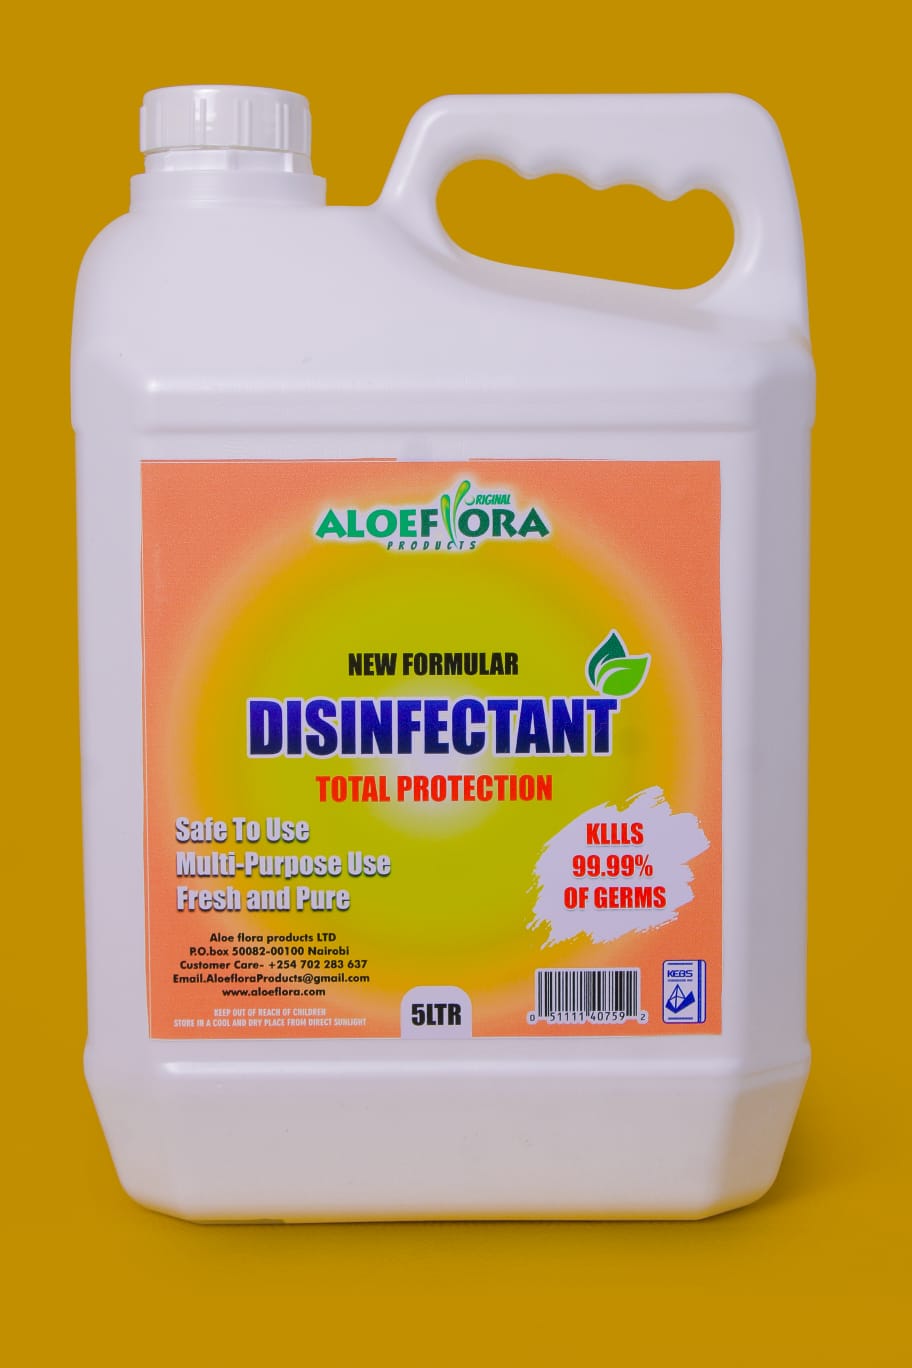 ORIGINAL
ALOEFLORA
PRODUCTS
NEW FORMULAR
DISINFECTANT
TOTAL PROTECTION
Safe To Use
Multi-Purpose Use
Fresh and Pure
KLLLS
99.99%
OF GERMS
Aloe flora products LTD
P.O.box 50082-00100 Nairobi
Customer Care- +254 702 283 637
Email.AloefloraProducts@gmail.com
www.aloeflora.com
KEEP OUT OF REACH OF CHILDREN
STORE IN A COOL AND DRY PLACE FROM DIRECT SUNLIGHT
5LTR
0 51111 40759 2
KEBS